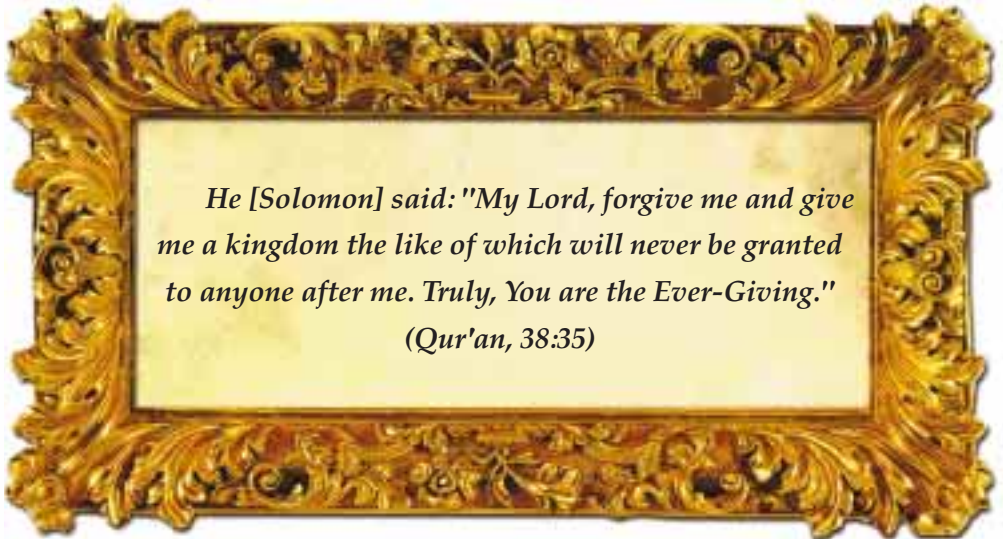 He [Solomon] said: "My Lord, forgive me and give
me a kingdom the like of which will never be granted
to anyone after me. Truly, You are the Ever-Giving."
(Qur'an, 38:35)